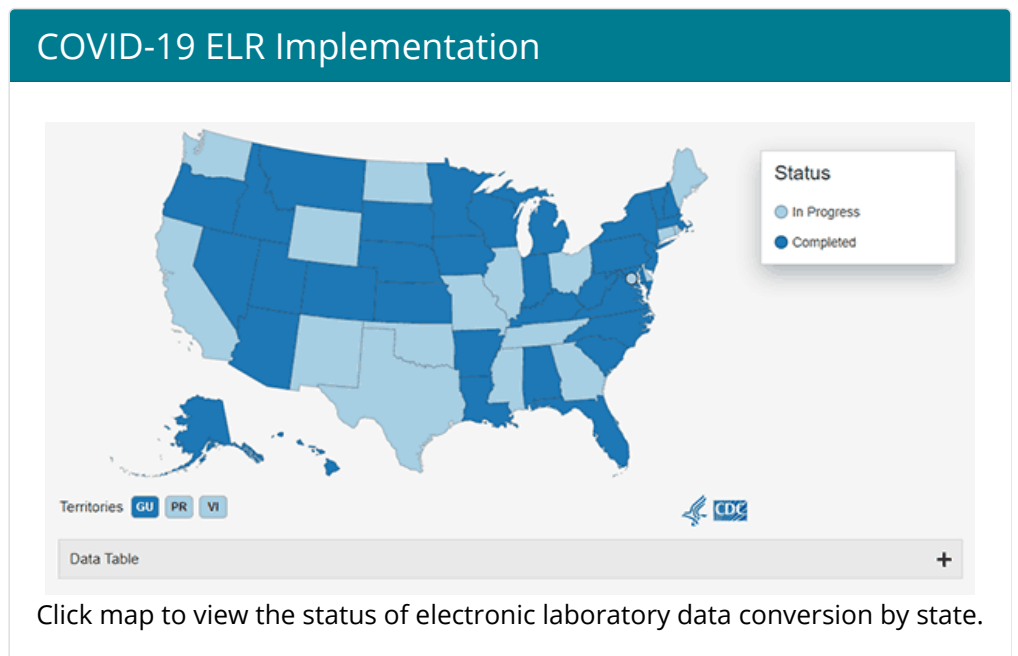 COVID-19 ELR Implementation
Status
In Progress
Completed
Territories GU PR VI
CDC
Data Table +
Click map to view the status of electronic laboratory data conversion by state.